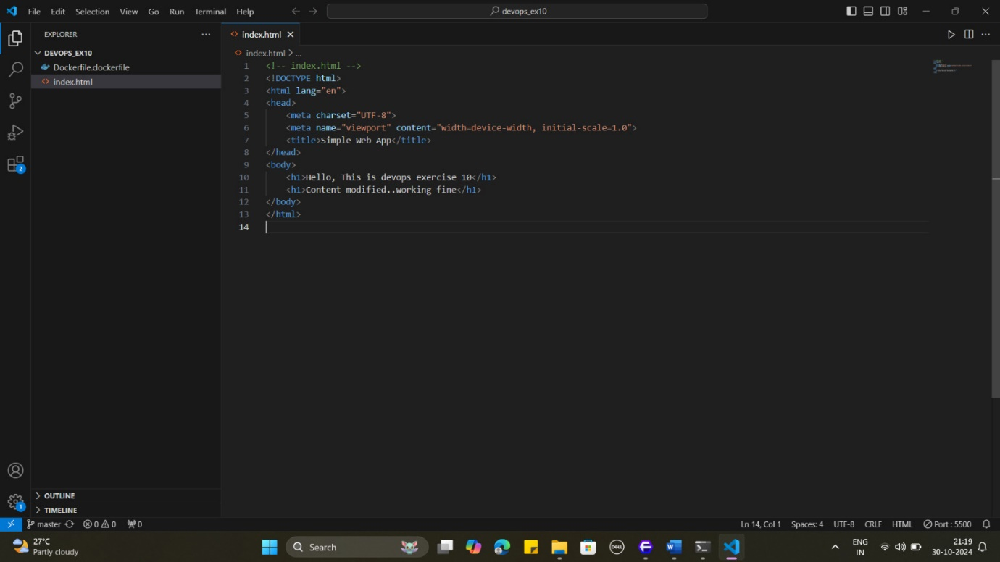 File Edit Selection View Go Run Terminal Help
devops_ex10
EXPLORER
index.html
DEVOPS_EX10
Dockerfile.dockerfile
index.html
index.html > ...
1 <!-- index.html -->
2 <!DOCTYPE html>
3 <html lang="en">
4 <head>
5 <meta charset="UTF-8">
6 <meta name="viewport" content="width=device-width, initial-scale=1.0">
7 <title>Simple Web App</title>
8 </head>
9 <body>
10 <h1>Hello, This is devops exercise 10</h1>
11 <h1>Content modified..working fine</h1>
12 </body>
13 </html>
14
2
OUTLINE
1
TIMELINE
master 0 0 0 Ln 14, Col 1 Spaces: 4 UTF-8 CRLF HTML Port : 5500
27°C
Partly cloudy
Search
DELL
ENG
IN
21:19
30-10-2024